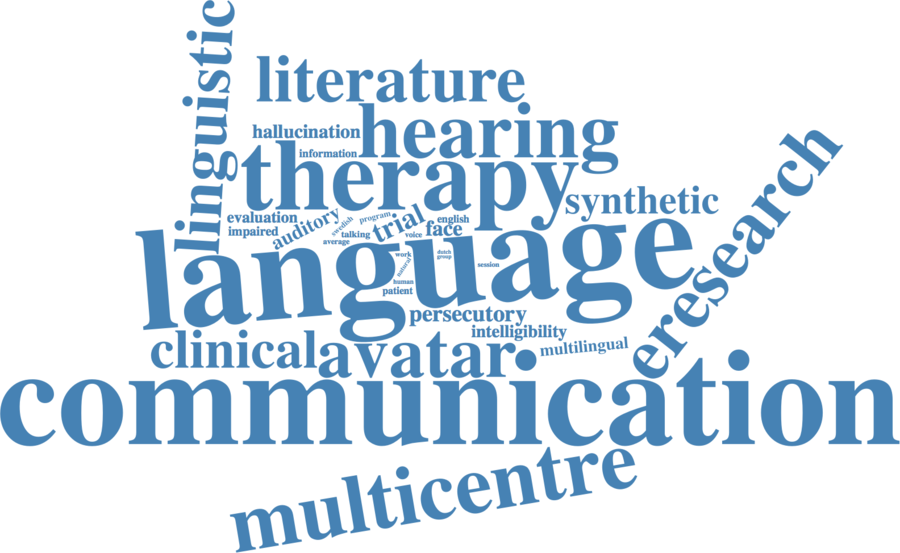 linguistic
literature
hallucination
hearing
information
therapy
synthetic
evaluation
impaired
auditory
swedish
program
trial
english
face
talking
voice
average
language
eresearch
work
dutch
group
natural
session
human
patient
persecutory
intelligibility
multilingual
clinical
avatar
communication
multicentre